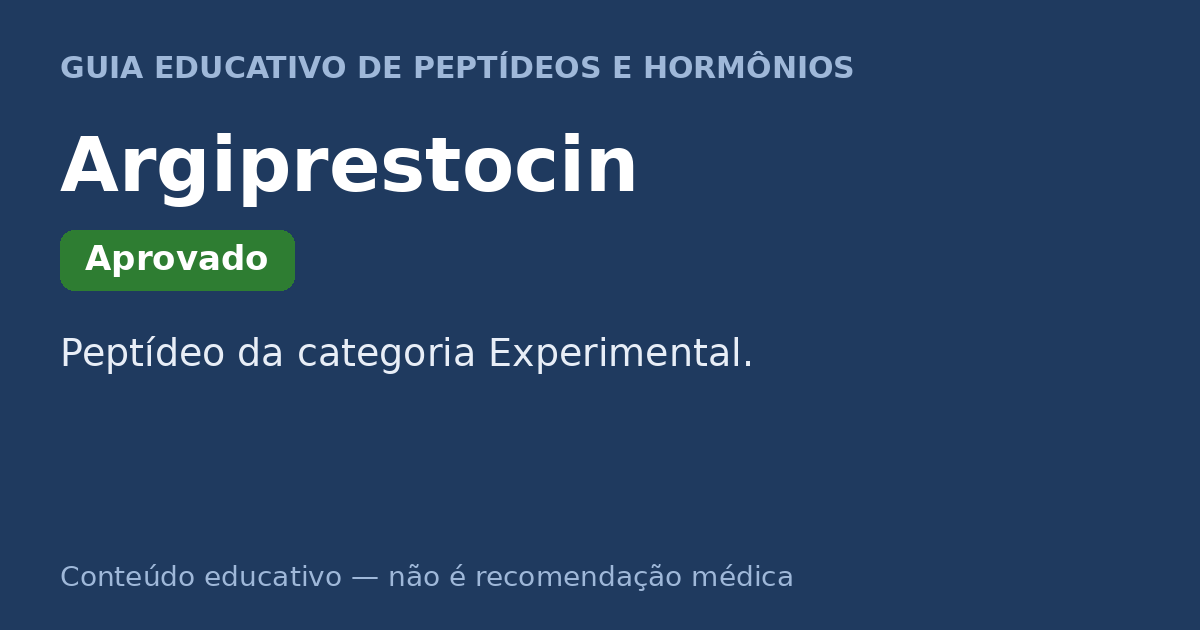 GUIA EDUCATIVO DE PEPTÍDEOS E HORMÔNIOS
Argiprestocin
Aprovado
Peptídeo da categoria Experimental.
Conteúdo educativo — não é recomendação médica